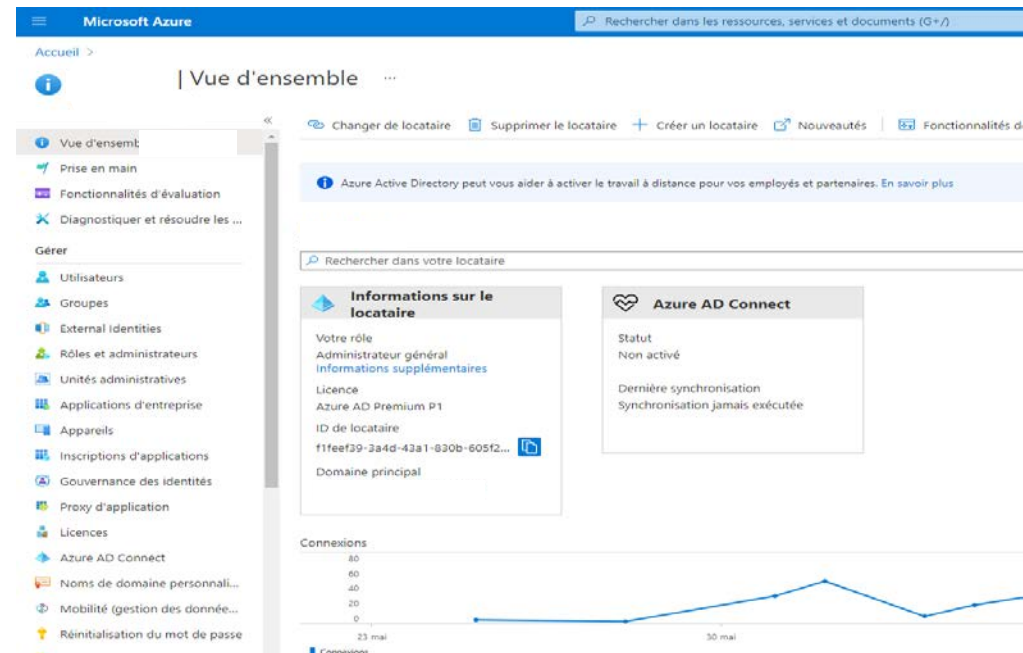 Microsoft Azure
Rechercher dans les ressources, services et documents (G+/)
Accueil >
| Vue d'ensemble ...
«
Changer de locataire Supprimer le locataire + Créer un locataire Nouveautés Fonctionnalités d
Vue d'ensemb
Prise en main
Fonctionnalités d'évaluation
Diagnostiquer et résoudre les ...
Gérer
Utilisateurs
Groupes
External Identities
Rôles et administrateurs
Unités administratives
Applications d'entreprise
Appareils
Inscriptions d'applications
Gouvernance des identités
Proxy d'application
Licences
Azure AD Connect
Noms de domaine personnali...
Mobilité (gestion des donnée...
Réinitialisation du mot de passe
Azure Active Directory peut vous aider à activer le travail à distance pour vos employés et partenaires. En savoir plus
Rechercher dans votre locataire
Informations sur le
locataire
Votre rôle
Administrateur général
Informations supplémentaires
Licence
Azure AD Premium P1
ID de locataire
f1feef39-3a4d-43a1-830b-605f2...
Domaine principal
Azure AD Connect
Statut
Non activé
Dernière synchronisation
Synchronisation jamais exécutée
Connexions
80
60
40
20
0
23 mai 30 mai
Connexions